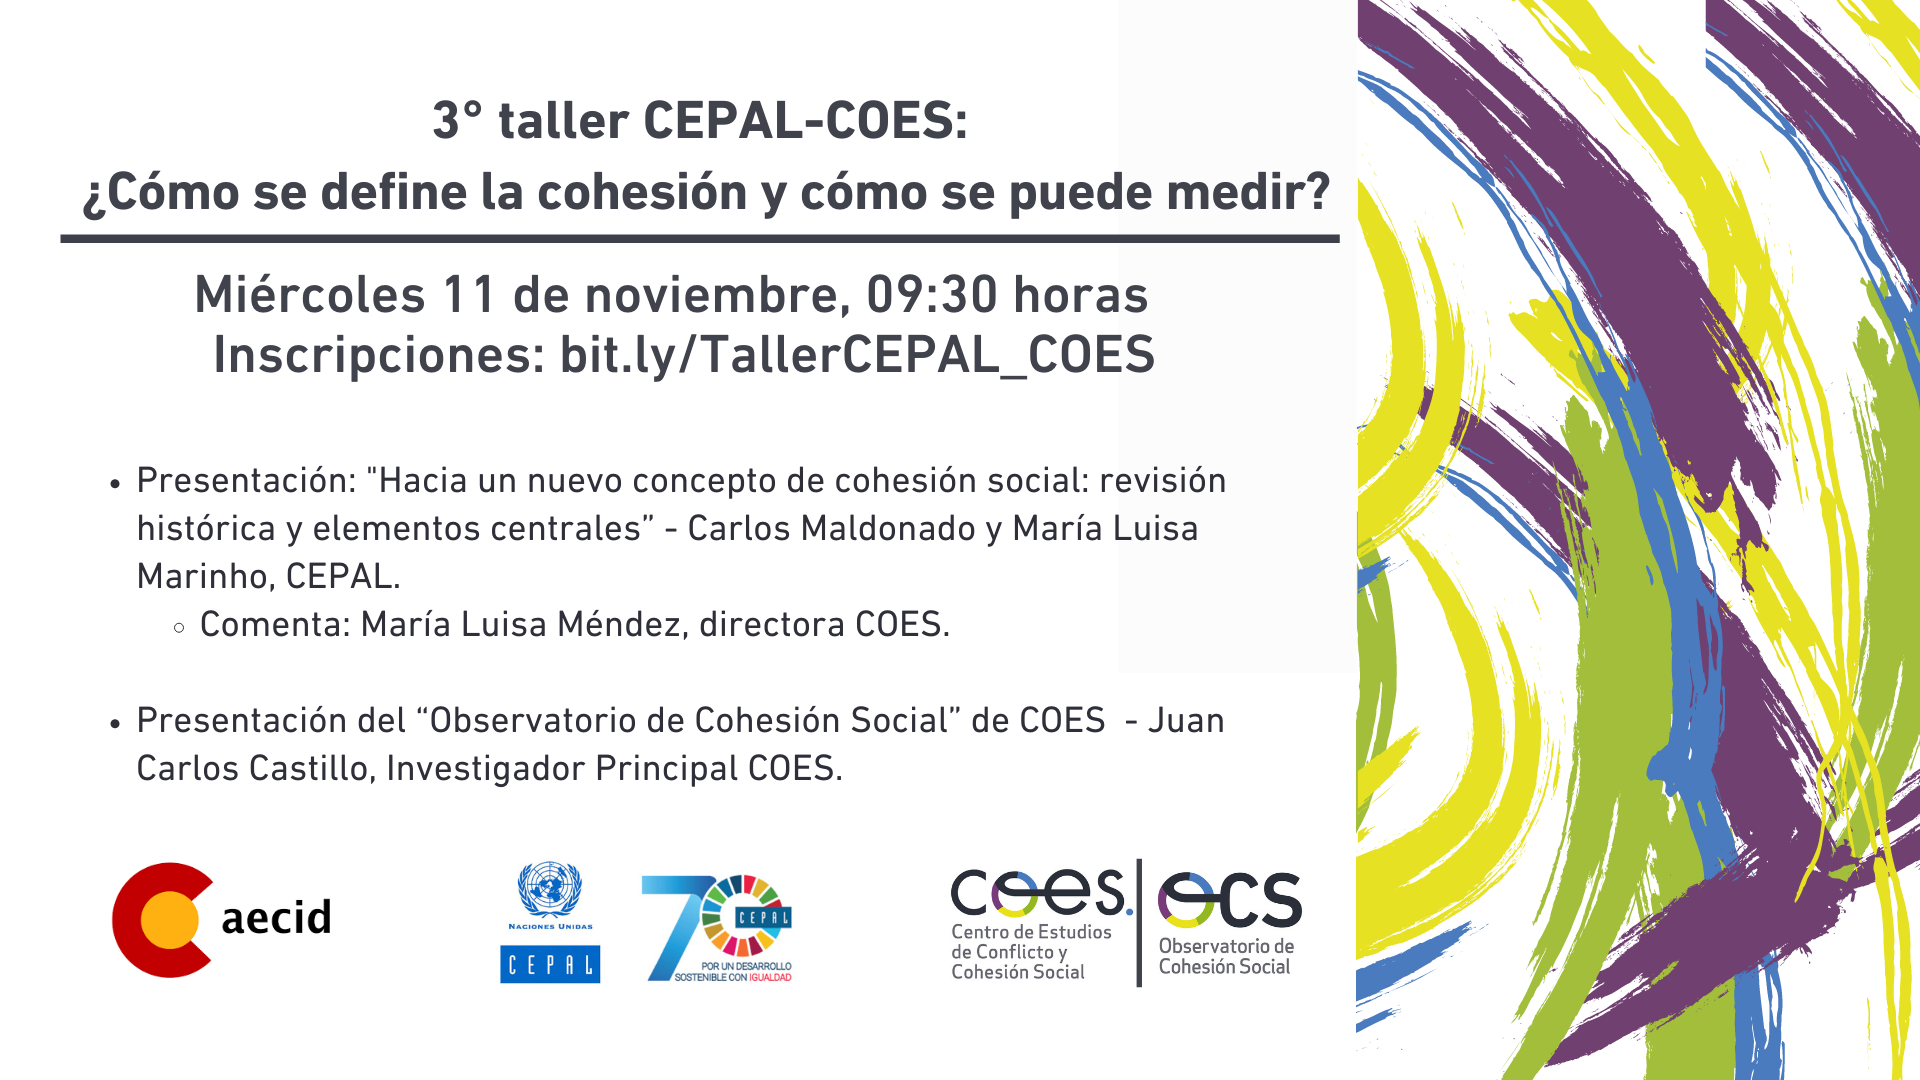 3° taller CEPAL-COES:
¿Cómo se define la cohesión y cómo se puede medir?
Miércoles 11 de noviembre, 09:30 horas
Inscripciones: bit.ly/TallerCEPAL_COES
• Presentación: "Hacia un nuevo concepto de cohesión social: revisión
histórica y elementos centrales” - Carlos Maldonado y María Luisa
Marinho, CEPAL.
◦ Comenta: María Luisa Méndez, directora COES.
• Presentación del “Observatorio de Cohesión Social” de COES  - Juan
Carlos Castillo, Investigador Principal COES.
aecid
NACIONES UNIDAS
CEPAL
70
CEPAL
POR UN DESARROLLO
SOSTENIBLE CON IGUALDAD
coes.
Centro de Estudios
de Conflicto y
Cohesión Social
ocs
Observatorio de
Cohesión Social